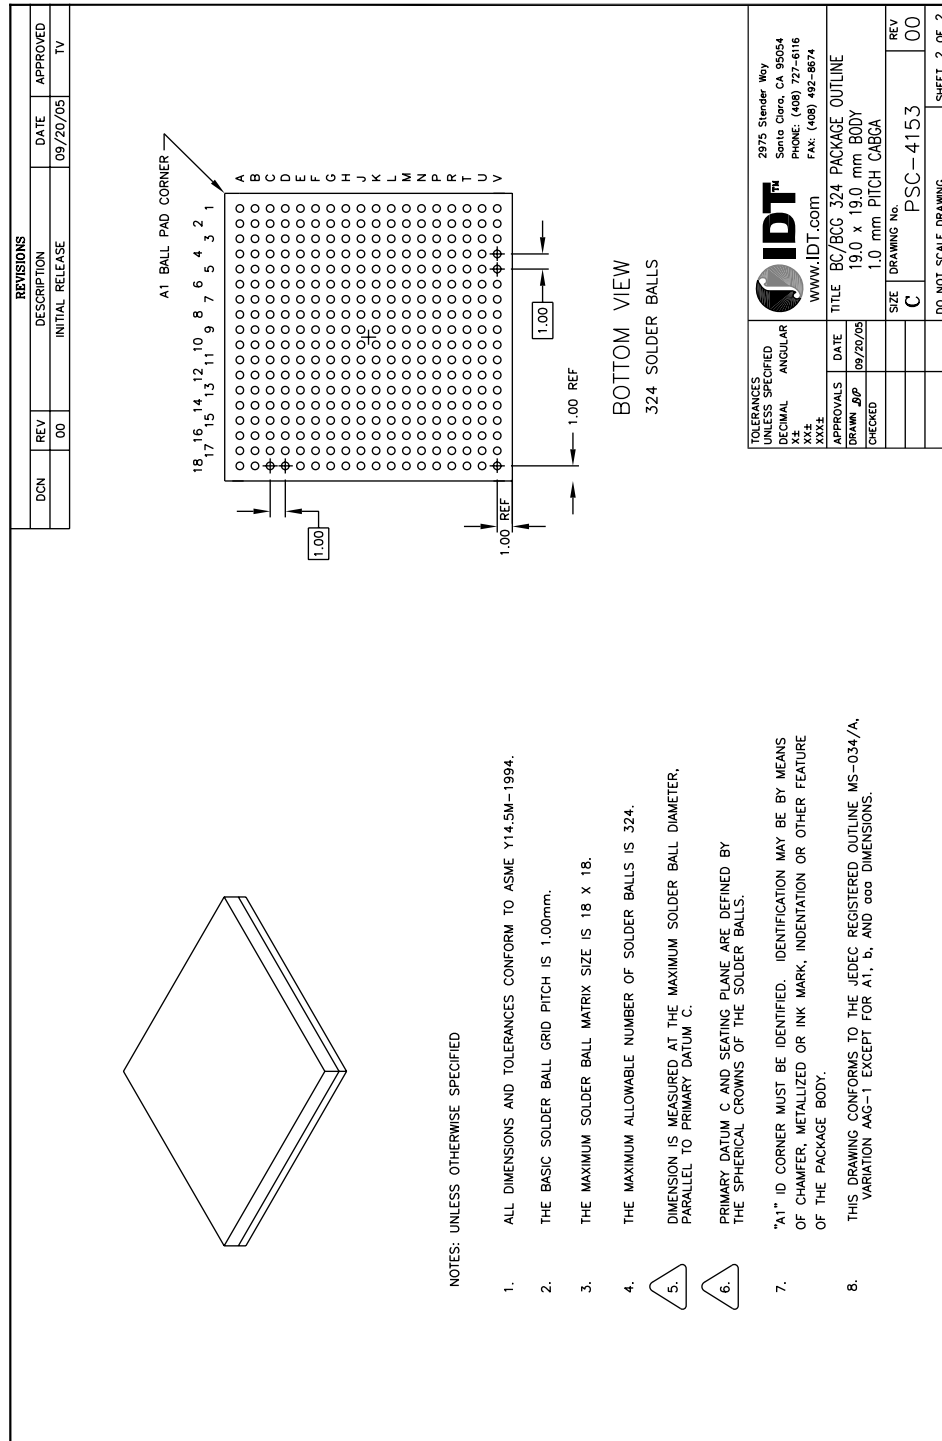 REVISIONS
DCN REV DESCRIPTION DATE APPROVED
00 INITIAL RELEASE 09/20/05 TV
A1 BALL PAD CORNER
18 17 16 15 14 13 12 11 10 9 8 7 6 5 4 3 2 1
A
B
C
D
E
F
G
H
J
K
L
M
N
P
R
T
U
V
1.00
1.00
1.00 REF
1.00 REF
BOTTOM VIEW
324 SOLDER BALLS
NOTES: UNLESS OTHERWISE SPECIFIED
1. ALL DIMENSIONS AND TOLERANCES CONFORM TO ASME Y14.5M-1994.
2. THE BASIC SOLDER BALL GRID PITCH IS 1.00mm.
3. THE MAXIMUM SOLDER BALL MATRIX SIZE IS 18 X 18.
4. THE MAXIMUM ALLOWABLE NUMBER OF SOLDER BALLS IS 324.
5. DIMENSION IS MEASURED AT THE MAXIMUM SOLDER BALL DIAMETER,
PARALLEL TO PRIMARY DATUM C.
6. PRIMARY DATUM C AND SEATING PLANE ARE DEFINED BY
THE SPHERICAL CROWNS OF THE SOLDER BALLS.
7. "A1" ID CORNER MUST BE IDENTIFIED. IDENTIFICATION MAY BE BY MEANS
OF CHAMFER, METALLIZED OR INK MARK, INDENTATION OR OTHER FEATURE
OF THE PACKAGE BODY.
8. THIS DRAWING CONFORMS TO THE JEDEC REGISTERED OUTLINE MS-034/A,
VARIATION AAG-1 EXCEPT FOR A1, b, AND aaa DIMENSIONS.
TOLERANCES
UNLESS SPECIFIED
DECIMAL ANGULAR
X±
XX±
XXX±
APPROVALS DATE
DRAWN 09/20/05
CHECKED
IDT™
www.IDT.com
2975 Stender Way
Santa Clara, CA 95054
PHONE: (408) 727-6116
FAX: (408) 492-8674
TITLE BC/BCG 324 PACKAGE OUTLINE
19.0 x 19.0 mm BODY
1.0 mm PITCH CABGA
SIZE DRAWING No. REV
C PSC-4153 00
DO NOT SCALE DRAWING SHEET 2 OF 2